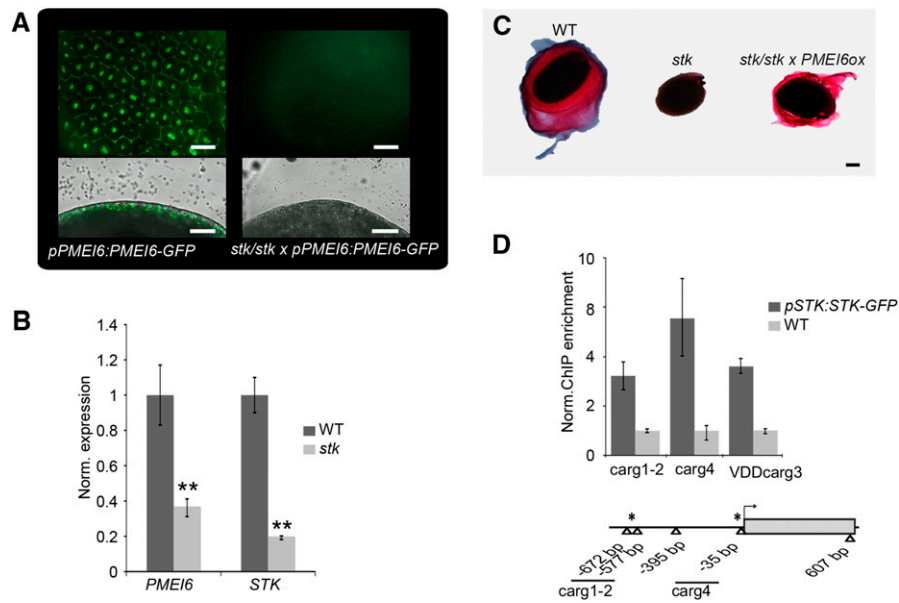 A
pPMEI6:PMEI6-GFP
stk/stk x pPMEI6:PMEI6-GFP
B
Norm. expression
1.4
1.2
1
0.8
0.6
0.4
0.2
0
**
**
WT
stk
PMEI6
STK
C
WT
stk
stk/stk x PMEI6ox
D
Norm.ChIP enrichment
10
8
4
2
0
pSTK:STK-GFP
WT
carg1-2
carg4
VDDcarg3
*
*
-672 bp
-577 bp
-395 bp
-35 bp
607 bp
carg1-2
carg4